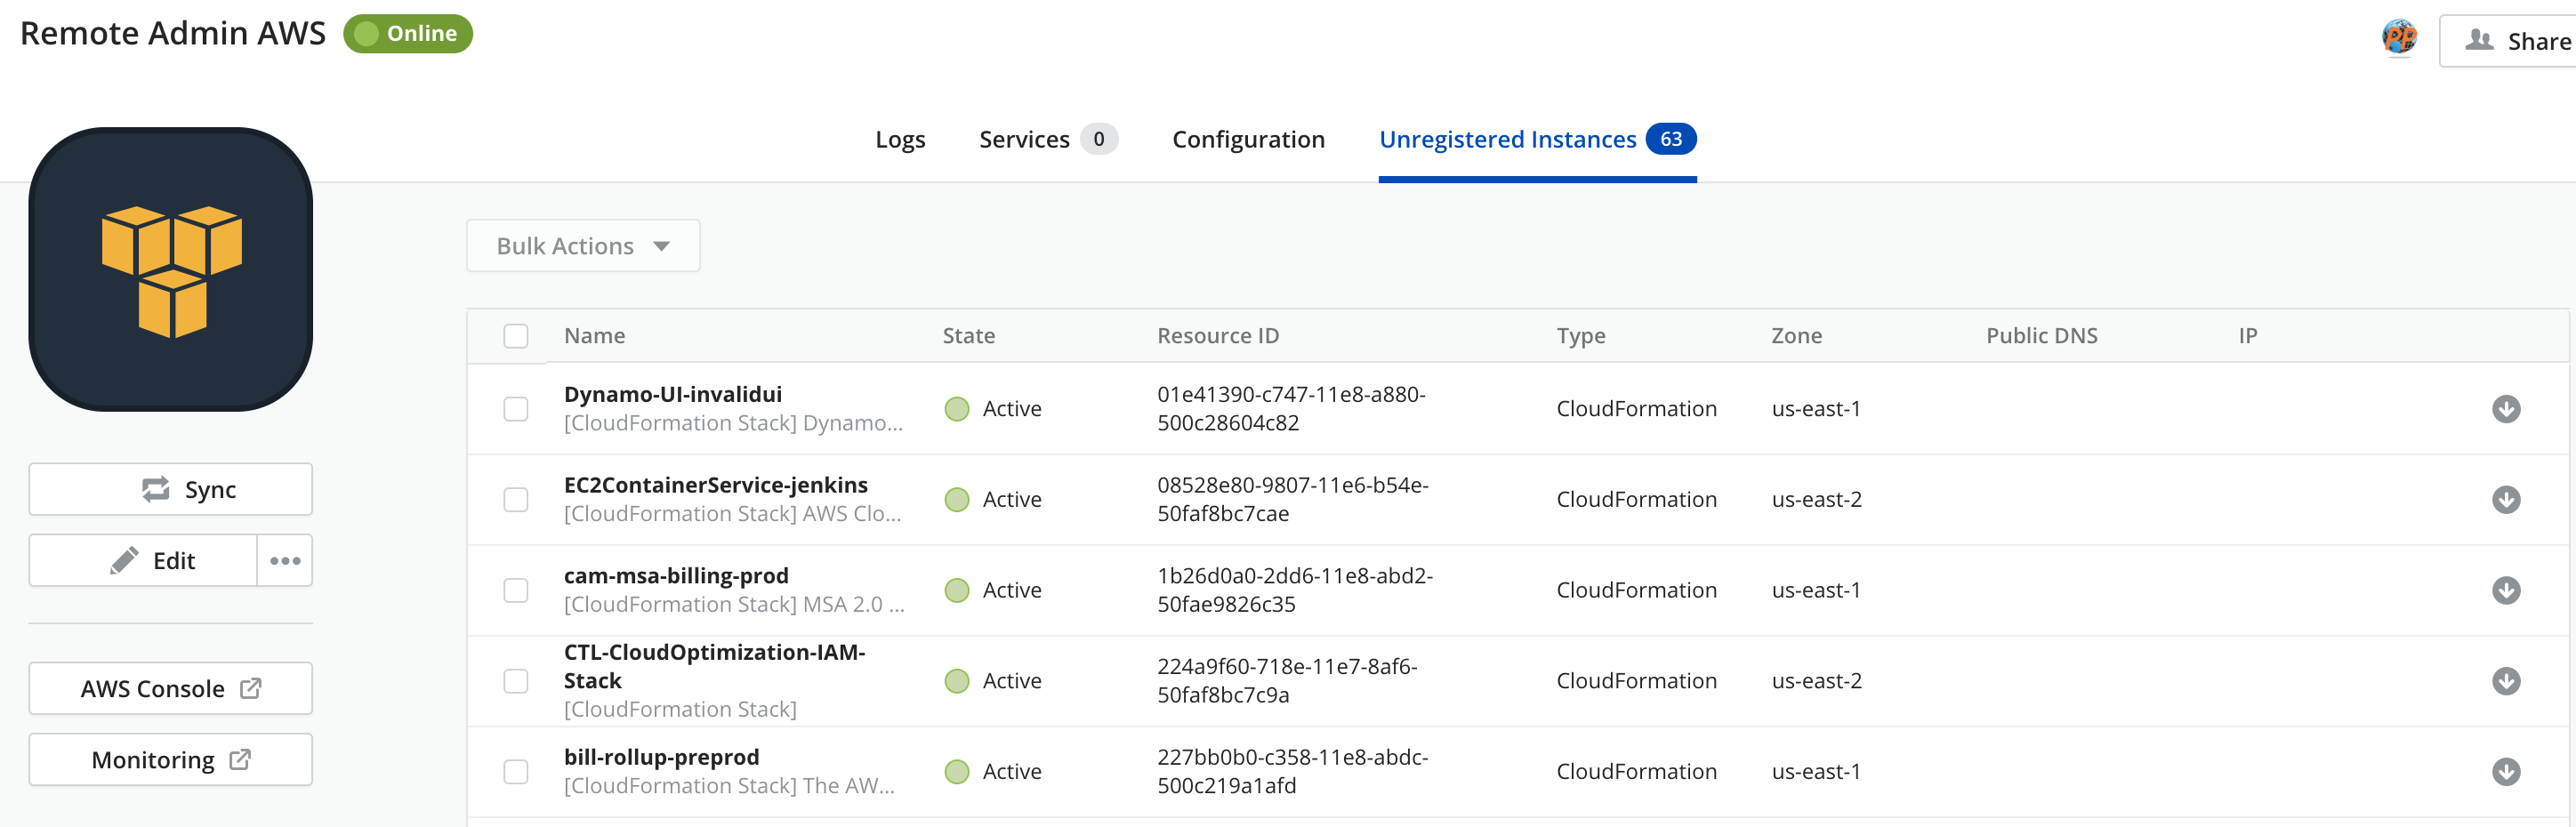 Remote Admin AWS Online
PP Share
Logs Services 0 Configuration Unregistered Instances 63
Bulk Actions
Name State Resource ID Type Zone Public DNS IP
Dynamo-UI-invalidui
[CloudFormation Stack] Dynamo...
Active
01e41390-c747-11e8-a880-
500c28604c82
CloudFormation
us-east-1
EC2ContainerService-jenkins
[CloudFormation Stack] AWS Clo...
Active
08528e80-9807-11e6-b54e-
50faf8bc7cae
CloudFormation
us-east-2
cam-msa-billing-prod
[CloudFormation Stack] MSA 2.0 ...
Active
1b26d0a0-2dd6-11e8-abd2-
50fae9826c35
CloudFormation
us-east-1
CTL-CloudOptimization-IAM-
Stack
[CloudFormation Stack]
Active
224a9f60-718e-11e7-8af6-
50faf8bc7c9a
CloudFormation
us-east-2
bill-rollup-preprod
[CloudFormation Stack] The AW...
Active
227bb0b0-c358-11e8-abdc-
500c219a1afd
CloudFormation
us-east-1
Sync
Edit
AWS Console
Monitoring